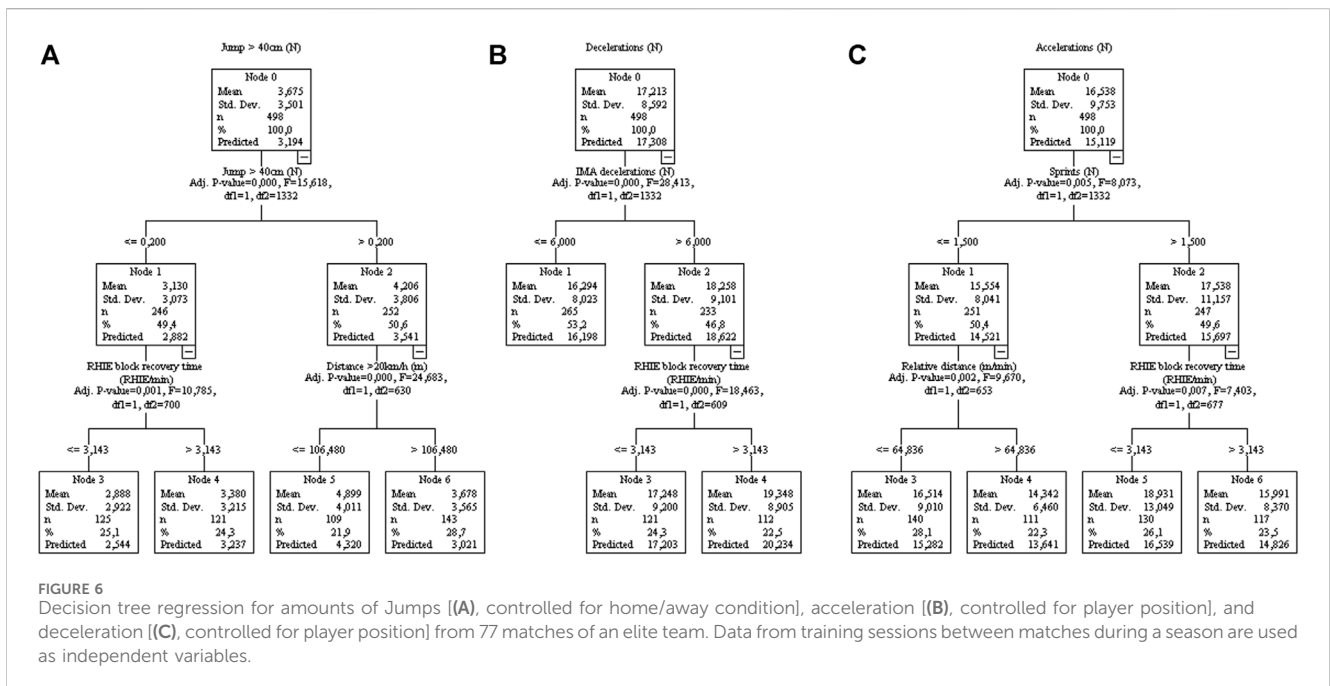 A
Jump > 40cm (N)
Node 0
Mean 3,675
Std. Dev. 3,501
n 498
% 100,0
Predicted 3,194
Jump > 40cm (N)
Adj. P-value=0,000, F=15,618,
df1=1, df2=1332
<= 0,200
> 0,200
Node 1
Mean 3,130
Std. Dev. 3,073
n 246
% 49,4
Predicted 2,882
Node 2
Mean 4,206
Std. Dev. 3,806
n 252
% 50,6
Predicted 3,541
RHIE block recovery time
(RHIE/min)
Adj. P-value=0,001, F=10,785,
df1=1, df2=700
Distance >20km/h (m)
Adj. P-value=0,000, F=24,683,
df1=1, df2=630
<= 3,143
> 3,143
<= 106,480
> 106,480
Node 3
Mean 2,888
Std. Dev. 2,922
n 125
% 25,1
Predicted 2,544
Node 4
Mean 3,380
Std. Dev. 3,215
n 121
% 24,3
Predicted 3,237
Node 5
Mean 4,899
Std. Dev. 4,011
n 109
% 21,9
Predicted 4,320
Node 6
Mean 3,678
Std. Dev. 3,565
n 143
% 28,7
Predicted 3,021
B
Decelerations (N)
Node 0
Mean 17,213
Std. Dev. 8,592
n 498
% 100,0
Predicted 17,308
IMA decelerations (N)
Adj. P-value=0,000, F=28,413,
df1=1, df2=1332
<= 6,000
> 6,000
Node 1
Mean 16,294
Std. Dev. 8,023
n 265
% 53,2
Predicted 16,198
Node 2
Mean 18,258
Std. Dev. 9,101
n 233
% 46,8
Predicted 18,622
RHIE block recovery time
(RHIE/min)
Adj. P-value=0,000, F=18,463,
df1=1, df2=609
<= 3,143
> 3,143
Node 3
Mean 17,248
Std. Dev. 9,200
n 121
% 24,3
Predicted 17,203
Node 4
Mean 19,348
Std. Dev. 8,905
n 112
% 22,5
Predicted 20,234
C
Accelerations (N)
Node 0
Mean 16,538
Std. Dev. 9,753
n 498
% 100,0
Predicted 15,119
Sprints (N)
Adj. P-value=0,005, F=8,073,
df1=1, df2=1332
<= 1,500
> 1,500
Node 1
Mean 15,554
Std. Dev. 8,041
n 251
% 50,4
Predicted 14,521
Node 2
Mean 17,538
Std. Dev. 11,157
n 247
% 49,6
Predicted 15,697
Relative distance (m/min)
Adj. P-value=0,002, F=9,670,
df1=1, df2=653
RHIE block recovery time
(RHIE/min)
Adj. P-value=0,007, F=7,403,
df1=1, df2=677
<= 64,836
> 64,836
<= 3,143
> 3,143
Node 3
Mean 16,514
Std. Dev. 9,010
n 140
% 28,1
Predicted 15,282
Node 4
Mean 14,342
Std. Dev. 6,460
n 111
% 22,3
Predicted 13,641
Node 5
Mean 18,931
Std. Dev. 13,049
n 130
% 26,1
Predicted 16,539
Node 6
Mean 15,991
Std. Dev. 8,370
n 117
% 23,5
Predicted 14,826
FIGURE 6
Decision tree regression for amounts of Jumps [(A), controlled for home/away condition], acceleration [(B), controlled for player position], and
deceleration [(C), controlled for player position] from 77 matches of an elite team. Data from training sessions between matches during a season are used
as independent variables.